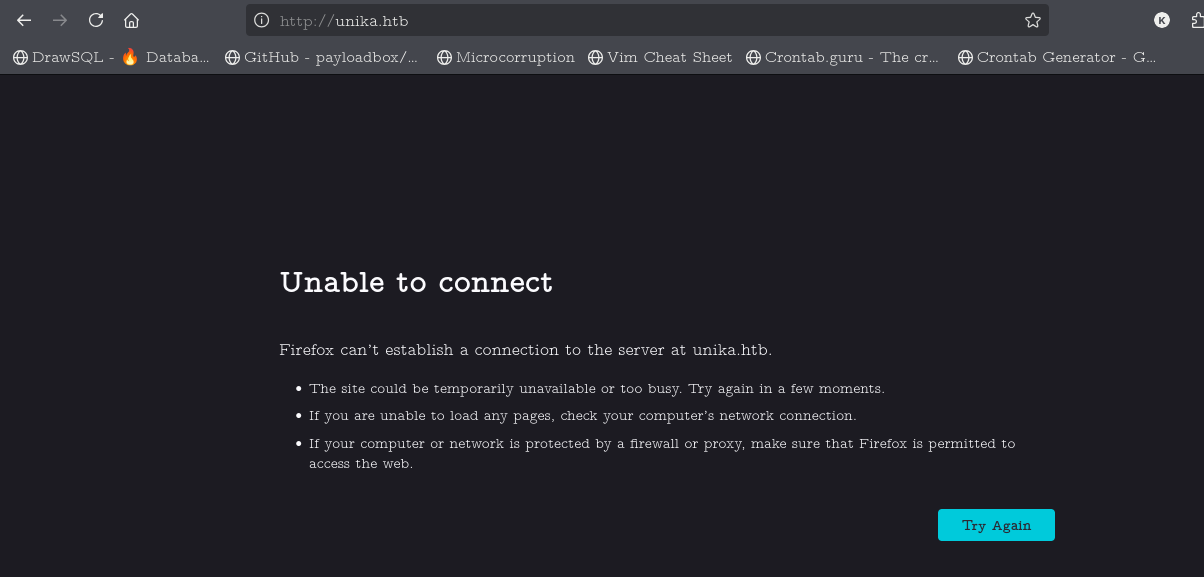 http://unika.htb
K
DrawSQL - 🔥 Databa...
GitHub - payloadbox/...
Microcorruption
Vim Cheat Sheet
Crontab.guru - The cr...
Crontab Generator - G...
Unable to connect
Firefox can’t establish a connection to the server at unika.htb.
• The site could be temporarily unavailable or too busy. Try again in a few moments.
• If you are unable to load any pages, check your computer’s network connection.
• If your computer or network is protected by a firewall or proxy, make sure that Firefox is permitted to
access the web.
Try Again